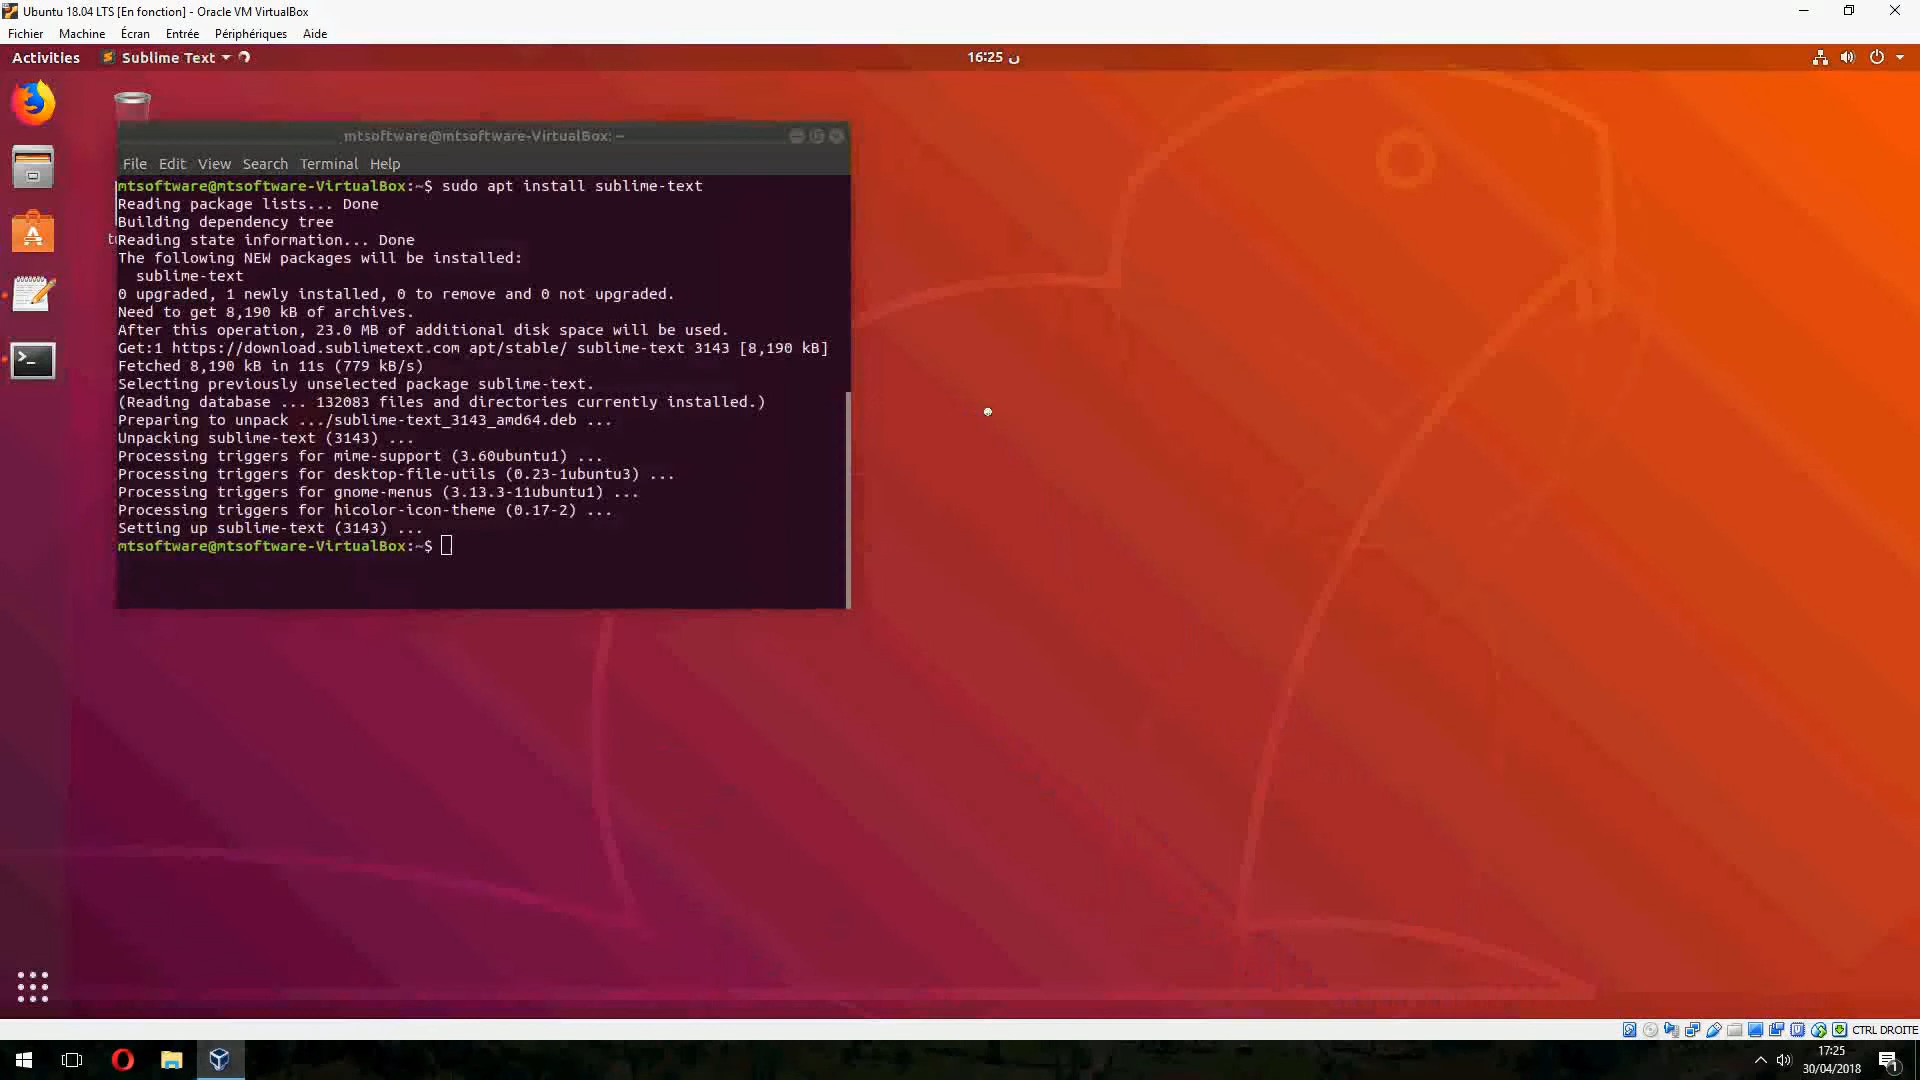 Ubuntu 18.04 LTS [En fonction] - Oracle VM VirtualBox
Fichier Machine Écran Entrée Périphériques Aide
Activities Sublime Text 16:25 ن
mtsoftware@mtsoftware-VirtualBox: ~
File Edit View Search Terminal Help
mtsoftware@mtsoftware-VirtualBox:~$ sudo apt install sublime-text
Reading package lists... Done
Building dependency tree
Reading state information... Done
The following NEW packages will be installed:
sublime-text
0 upgraded, 1 newly installed, 0 to remove and 0 not upgraded.
Need to get 8,190 kB of archives.
After this operation, 23.0 MB of additional disk space will be used.
Get:1 https://download.sublimetext.com apt/stable/ sublime-text 3143 [8,190 kB]
Fetched 8,190 kB in 11s (779 kB/s)
Selecting previously unselected package sublime-text.
(Reading database ... 132083 files and directories currently installed.)
Preparing to unpack .../sublime-text_3143_amd64.deb ...
Unpacking sublime-text (3143) ...
Processing triggers for mime-support (3.60ubuntu1) ...
Processing triggers for desktop-file-utils (0.23-1ubuntu3) ...
Processing triggers for gnome-menus (3.13.3-11ubuntu1) ...
Processing triggers for hicolor-icon-theme (0.17-2) ...
Setting up sublime-text (3143) ...
mtsoftware@mtsoftware-VirtualBox:~$
CTRL DROITE
17:25
30/04/2018
1